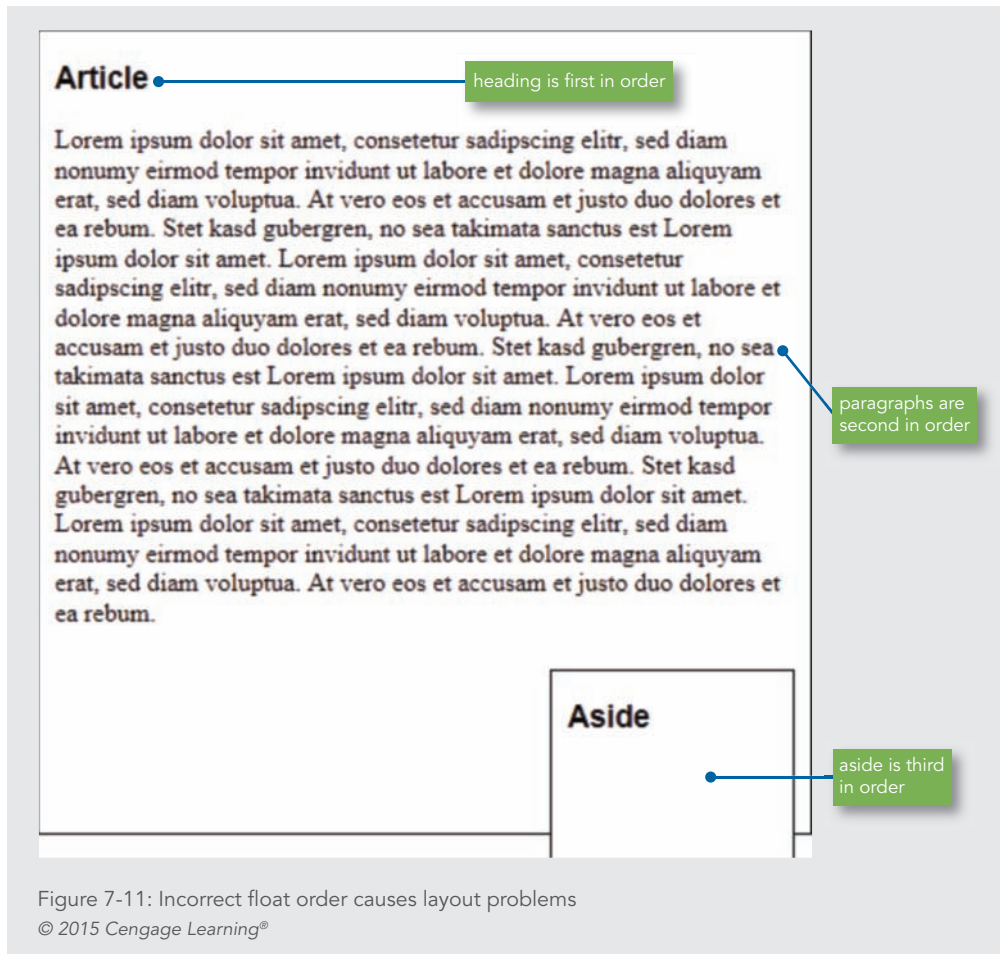 Article
heading is first in order
Lorem ipsum dolor sit amet, consetetur sadipscing elitr, sed diam
nonumy eirmod tempor invidunt ut labore et dolore magna aliquyam
erat, sed diam voluptua. At vero eos et accusam et justo duo dolores et
ea rebum. Stet kasd gubergren, no sea takimata sanctus est Lorem
ipsum dolor sit amet. Lorem ipsum dolor sit amet, consetetur
sadipscing elitr, sed diam nonumy eirmod tempor invidunt ut labore et
dolore magna aliquyam erat, sed diam voluptua. At vero eos et
accusam et justo duo dolores et ea rebum. Stet kasd gubergren, no sea
takimata sanctus est Lorem ipsum dolor sit amet. Lorem ipsum dolor
sit amet, consetetur sadipscing elitr, sed diam nonumy eirmod tempor
invidunt ut labore et dolore magna aliquyam erat, sed diam voluptua.
At vero eos et accusam et justo duo dolores et ea rebum. Stet kasd
gubergren, no sea takimata sanctus est Lorem ipsum dolor sit amet.
Lorem ipsum dolor sit amet, consetetur sadipscing elitr, sed diam
nonumy eirmod tempor invidunt ut labore et dolore magna aliquyam
erat, sed diam voluptua. At vero eos et accusam et justo duo dolores et
ea rebum.
paragraphs are
second in order
Aside
aside is third
in order
Figure 7-11: Incorrect float order causes layout problems
© 2015 Cengage Learning®